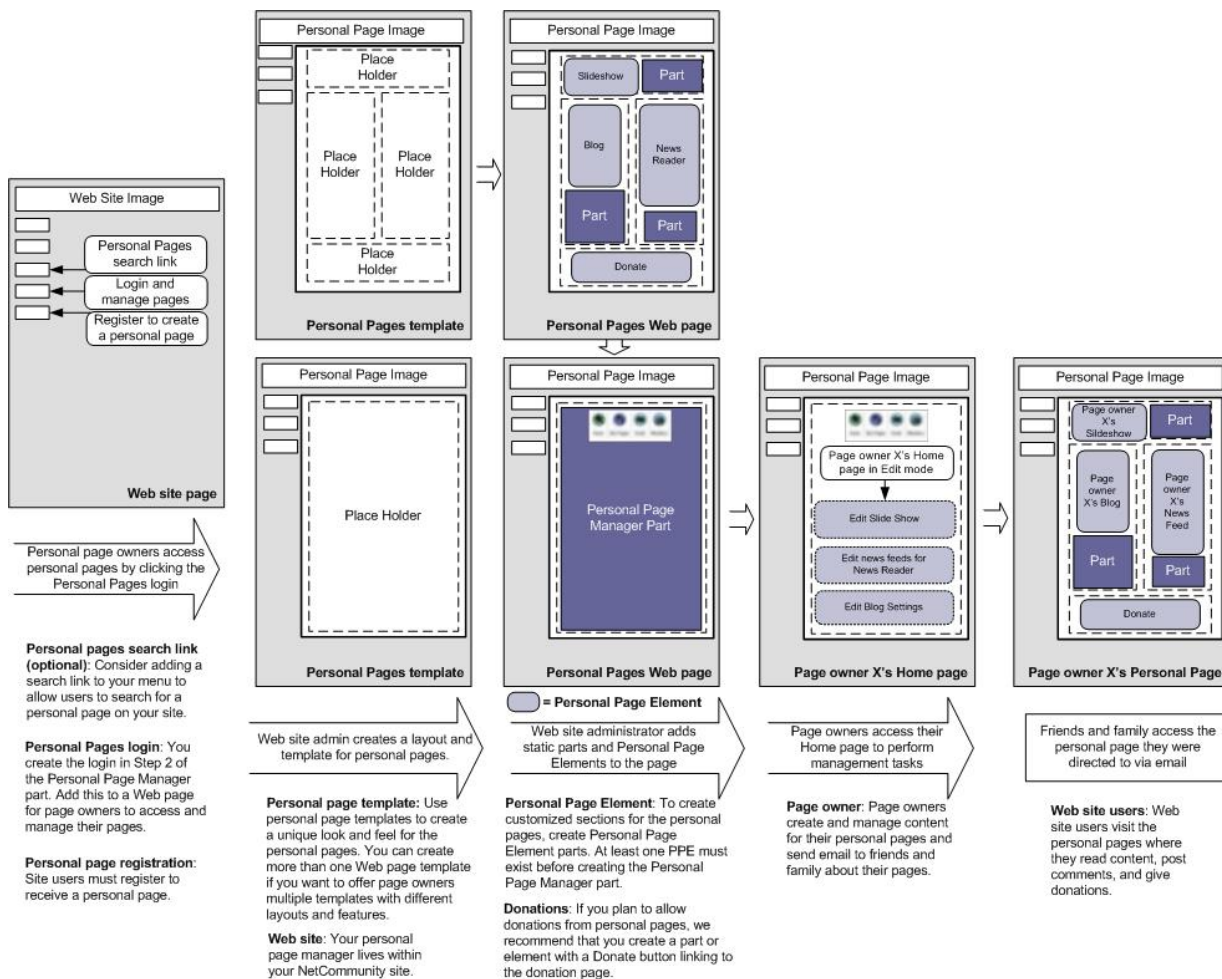 Personal Page Image
Place
Holder
Place
Holder
Place
Holder
Place
Holder
Personal Pages template
Personal Page Image
Slideshow
Part
Blog
News
Reader
Part
Part
Donate
Personal Pages Web page
Web Site Image
Personal Pages
search link
Login and
manage pages
Register to create
a personal page
Web site page
Personal Page Image
Place Holder
Personal Pages template
Personal Page Image
Personal Page
Manager Part
Personal Pages Web page
Personal Page Image
Page owner X's Home
page in Edit mode
Edit Slide Show
Edit news feeds for
News Reader
Edit Blog Settings
Page owner X's Home page
Personal Page Image
Page owner
X's
Slideshow
Part
Page
owner
X's Blog
Page
owner
X's
News
Feed
Part
Part
Donate
Page owner X's Personal Page
Personal page owners access
personal pages by clicking the
Personal Pages login
Personal pages search link
(optional): Consider adding a
search link to your menu to
allow users to search for a
personal page on your site.
Personal Pages login: You
create the login in Step 2 of
the Personal Page Manager
part. Add this to a Web page
for page owners to access and
manage their pages.
Personal page registration:
Site users must register to
receive a personal page.
Web site admin creates a layout and
template for personal pages.
Personal page template: Use
personal page templates to create
a unique look and feel for the
personal pages. You can create
more than one Web page template
if you want to offer page owners
multiple templates with different
layouts and features.
Web site: Your personal
page manager lives within
your NetCommunity site.
= Personal Page Element
Web site administrator adds
static parts and Personal Page
Elements to the page
Personal Page Element: To create
customized sections for the personal
pages, create Personal Page
Element parts. At least one PPE must
exist before creating the Personal
Page Manager part.
Donations: If you plan to allow
donations from personal pages, we
recommend that you create a part or
element with a Donate button linking to
the donation page.
Page owners access their
Home page to perform
management tasks
Page owner: Page owners
create and manage content
for their personal pages and
send email to friends and
family about their pages.
Friends and family access the
personal page they were
directed to via email
Web site users: Web
site users visit the
personal pages where
they read content, post
comments, and give
donations.